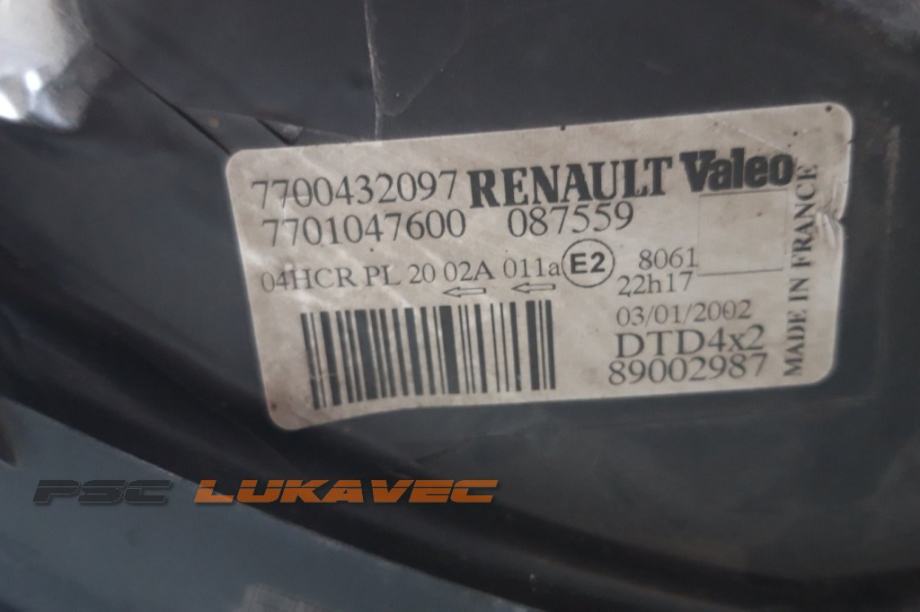 7700432097 RENAULT Valeo
7701047600 087559
04HCR PL 20 02A 011a E2 8061
22h17
03/01/2002
DTD4x2
89002987
MADE IN FRANCE
PSC LUKAVEC